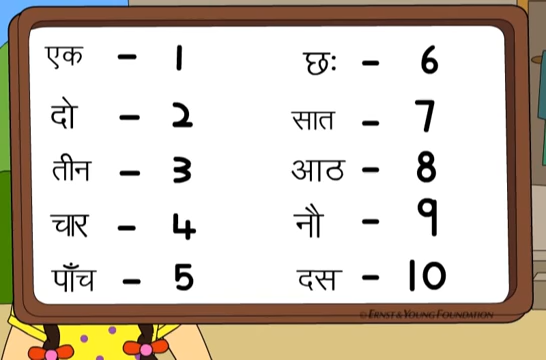 एक - 1
दो - 2
तीन - 3
चार - 4
पाँच - 5
छः - 6
सात - 7
आठ - 8
नौ - 9
दस - 10
© ERNST & YOUNG FOUNDATION